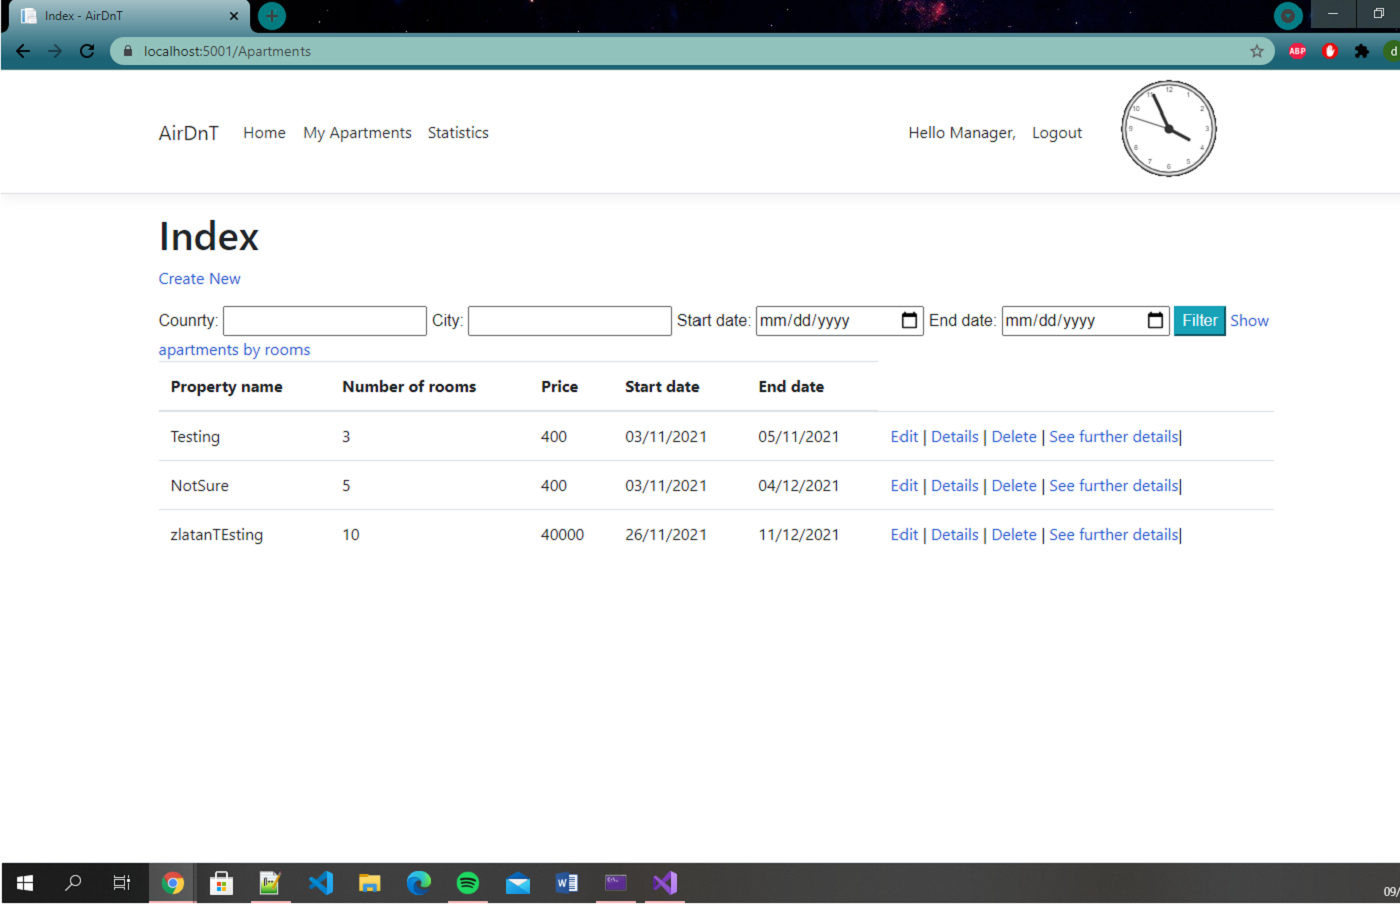 Index - AirDnT
localhost:5001/Apartments
ABP
d
AirDnT Home My Apartments Statistics Hello Manager, Logout
12 1 2 3 4 5 6 7 8 9 10 11
Index
Create New
Counrty: City: Start date: mm/dd/yyyy End date: mm/dd/yyyy Filter Show
apartments by rooms
Property name Number of rooms Price Start date End date
Testing 3 400 03/11/2021 05/11/2021 Edit | Details | Delete | See further details|
NotSure 5 400 03/11/2021 04/12/2021 Edit | Details | Delete | See further details|
zlatanTEsting 10 40000 26/11/2021 11/12/2021 Edit | Details | Delete | See further details|
W
09/